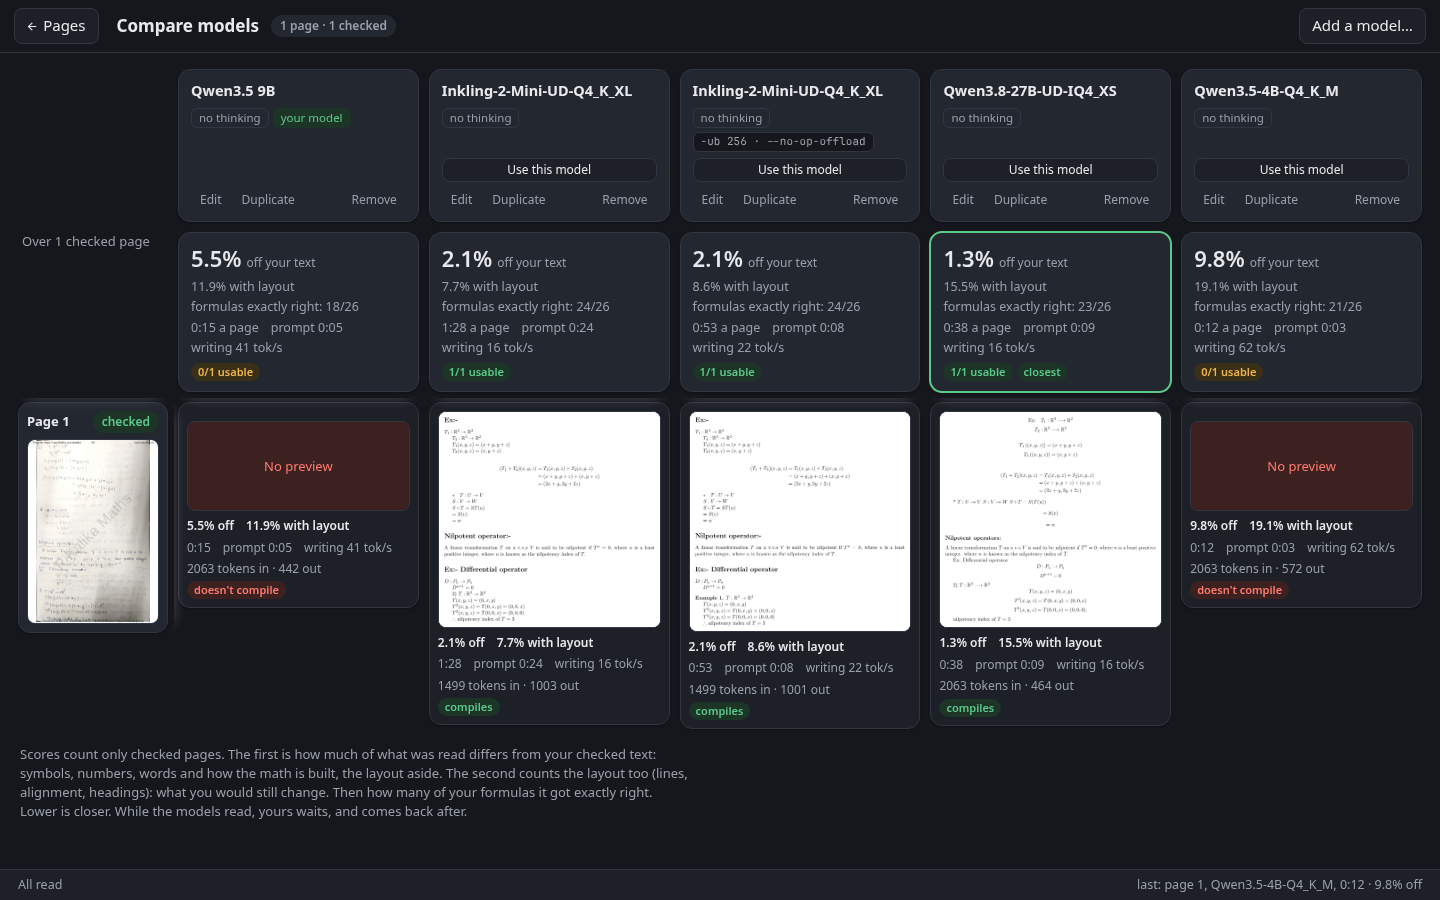 ← Pages
Compare models
1 page · 1 checked
Add a model...
Qwen3.5 9B
no thinking
your model
Edit
Duplicate
Remove
Inkling-2-Mini-UD-Q4_K_XL
no thinking
Use this model
Edit
Duplicate
Remove
Inkling-2-Mini-UD-Q4_K_XL
no thinking
-ub 256 · --no-op-offload
Use this model
Edit
Duplicate
Remove
Qwen3.8-27B-UD-IQ4_XS
no thinking
Use this model
Edit
Duplicate
Remove
Qwen3.5-4B-Q4_K_M
no thinking
Use this model
Edit
Duplicate
Remove
Over 1 checked page
5.5% off your text
11.9% with layout
formulas exactly right: 18/26
0:15 a page prompt 0:05
writing 41 tok/s
0/1 usable
2.1% off your text
7.7% with layout
formulas exactly right: 24/26
1:28 a page prompt 0:24
writing 16 tok/s
1/1 usable
2.1% off your text
8.6% with layout
formulas exactly right: 24/26
0:53 a page prompt 0:08
writing 22 tok/s
1/1 usable
1.3% off your text
15.5% with layout
formulas exactly right: 23/26
0:38 a page prompt 0:09
writing 16 tok/s
1/1 usable closest
9.8% off your text
19.1% with layout
formulas exactly right: 21/26
0:12 a page prompt 0:03
writing 62 tok/s
0/1 usable
Page 1
checked
No preview
5.5% off 11.9% with layout
0:15 prompt 0:05 writing 41 tok/s
2063 tokens in · 442 out
doesn't compile
Ex:-
Nilpotent operator:-
Ex:- Differential operator
2.1% off 7.7% with layout
1:28 prompt 0:24 writing 16 tok/s
1499 tokens in · 1003 out
compiles
Ex:-
Nilpotent operator:-
Ex:- Differential operator
2.1% off 8.6% with layout
0:53 prompt 0:08 writing 22 tok/s
1499 tokens in · 1001 out
compiles
Nilpotent operators:
1.3% off 15.5% with layout
0:38 prompt 0:09 writing 16 tok/s
2063 tokens in · 464 out
compiles
No preview
9.8% off 19.1% with layout
0:12 prompt 0:03 writing 62 tok/s
2063 tokens in · 572 out
doesn't compile
Scores count only checked pages. The first is how much of what was read differs from your checked text:
symbols, numbers, words and how the math is built, the layout aside. The second counts the layout too (lines,
alignment, headings): what you would still change. Then how many of your formulas it got exactly right.
Lower is closer. While the models read, yours waits, and comes back after.
All read
last: page 1, Qwen3.5-4B-Q4_K_M, 0:12 · 9.8% off